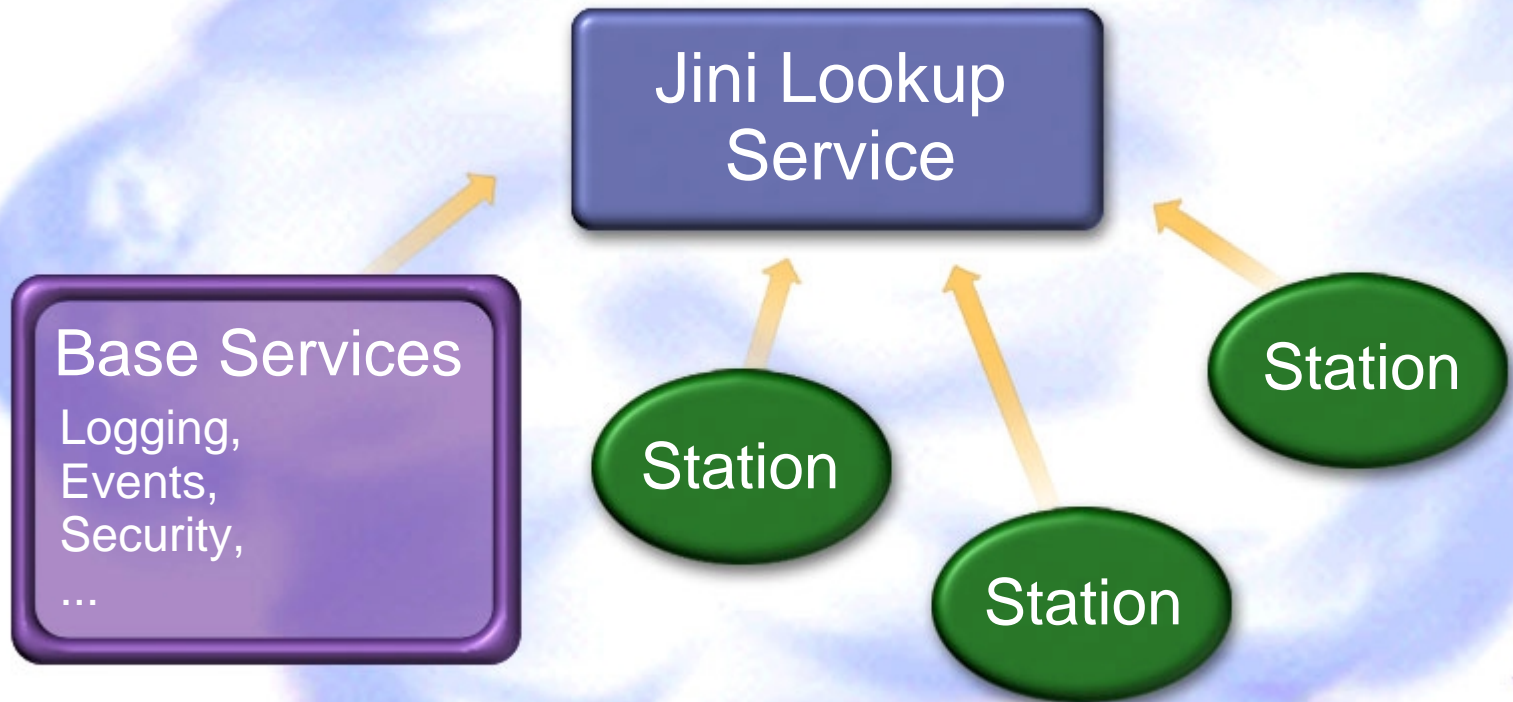 Jini Lookup
Service
Base Services
Logging,
Events,
Security,
...
Station
Station
Station